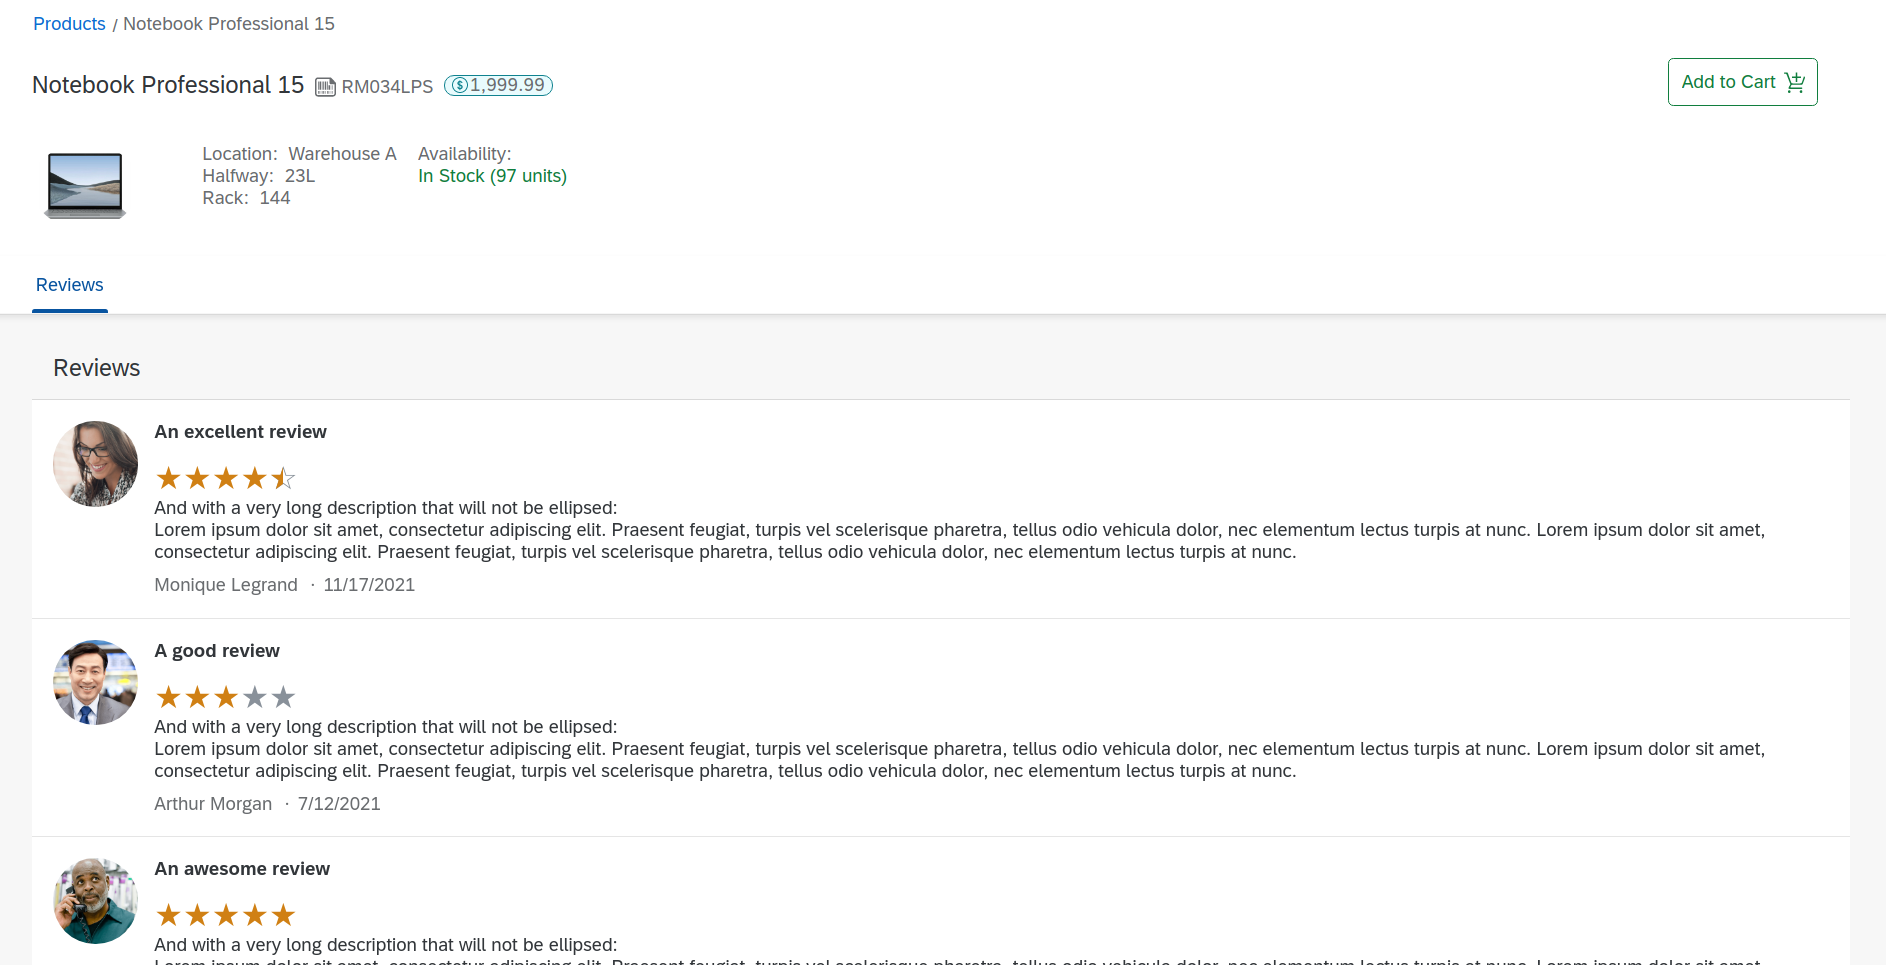 Products / Notebook Professional 15
Notebook Professional 15 RM034LPS $ 1,999.99
Add to Cart
Location: Warehouse A
Halfway: 23L
Rack: 144
Availability:
In Stock (97 units)
Reviews
Reviews
An excellent review
And with a very long description that will not be ellipsed:
Lorem ipsum dolor sit amet, consectetur adipiscing elit. Praesent feugiat, turpis vel scelerisque pharetra, tellus odio vehicula dolor, nec elementum lectus turpis at nunc. Lorem ipsum dolor sit amet,
consectetur adipiscing elit. Praesent feugiat, turpis vel scelerisque pharetra, tellus odio vehicula dolor, nec elementum lectus turpis at nunc.
Monique Legrand · 11/17/2021
A good review
And with a very long description that will not be ellipsed:
Lorem ipsum dolor sit amet, consectetur adipiscing elit. Praesent feugiat, turpis vel scelerisque pharetra, tellus odio vehicula dolor, nec elementum lectus turpis at nunc. Lorem ipsum dolor sit amet,
consectetur adipiscing elit. Praesent feugiat, turpis vel scelerisque pharetra, tellus odio vehicula dolor, nec elementum lectus turpis at nunc.
Arthur Morgan · 7/12/2021
An awesome review
And with a very long description that will not be ellipsed: